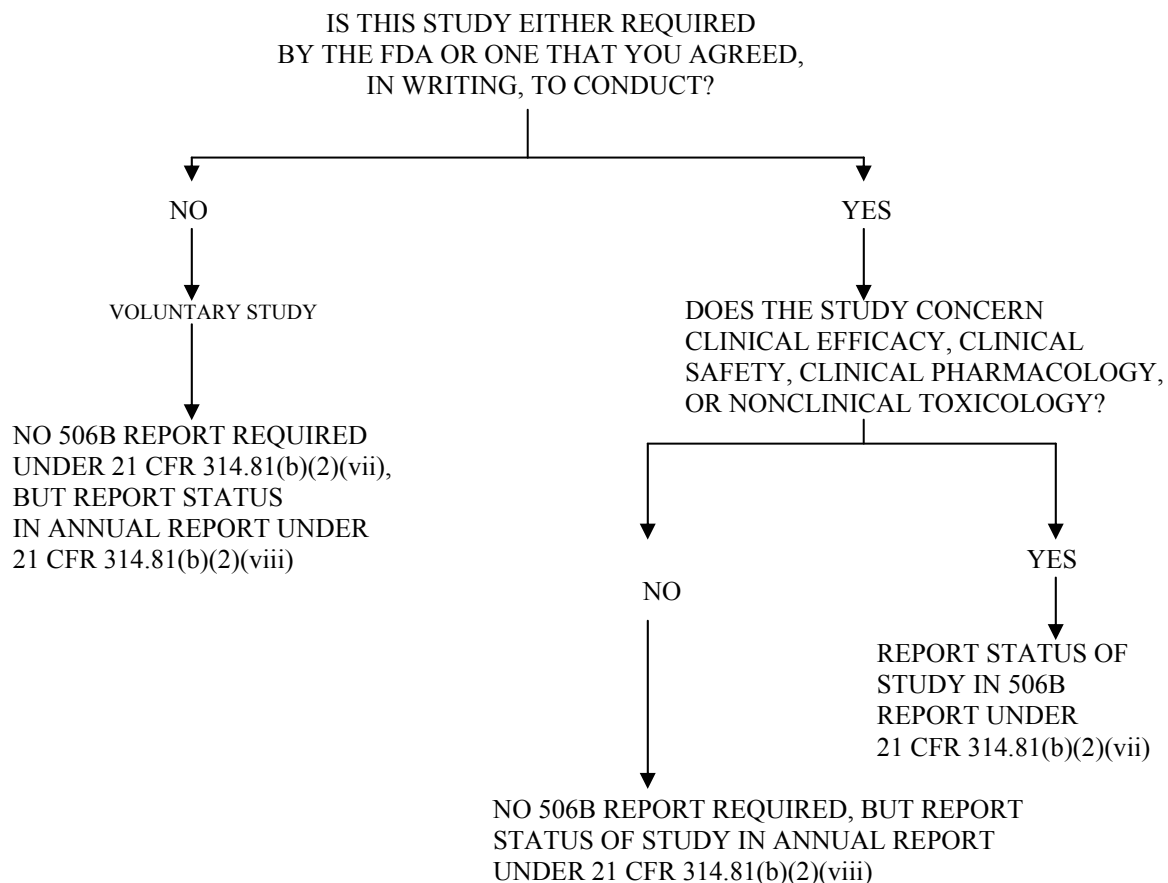 IS THIS STUDY EITHER REQUIRED
BY THE FDA OR ONE THAT YOU AGREED,
IN WRITING, TO CONDUCT?
NO
YES
VOLUNTARY STUDY
DOES THE STUDY CONCERN
CLINICAL EFFICACY, CLINICAL
SAFETY, CLINICAL PHARMACOLOGY,
OR NONCLINICAL TOXICOLOGY?
NO 506B REPORT REQUIRED
UNDER 21 CFR 314.81(b)(2)(vii),
BUT REPORT STATUS
IN ANNUAL REPORT UNDER
21 CFR 314.81(b)(2)(viii)
NO
YES
REPORT STATUS OF
STUDY IN 506B
REPORT UNDER
21 CFR 314.81(b)(2)(vii)
NO 506B REPORT REQUIRED, BUT REPORT
STATUS OF STUDY IN ANNUAL REPORT
UNDER 21 CFR 314.81(b)(2)(viii)